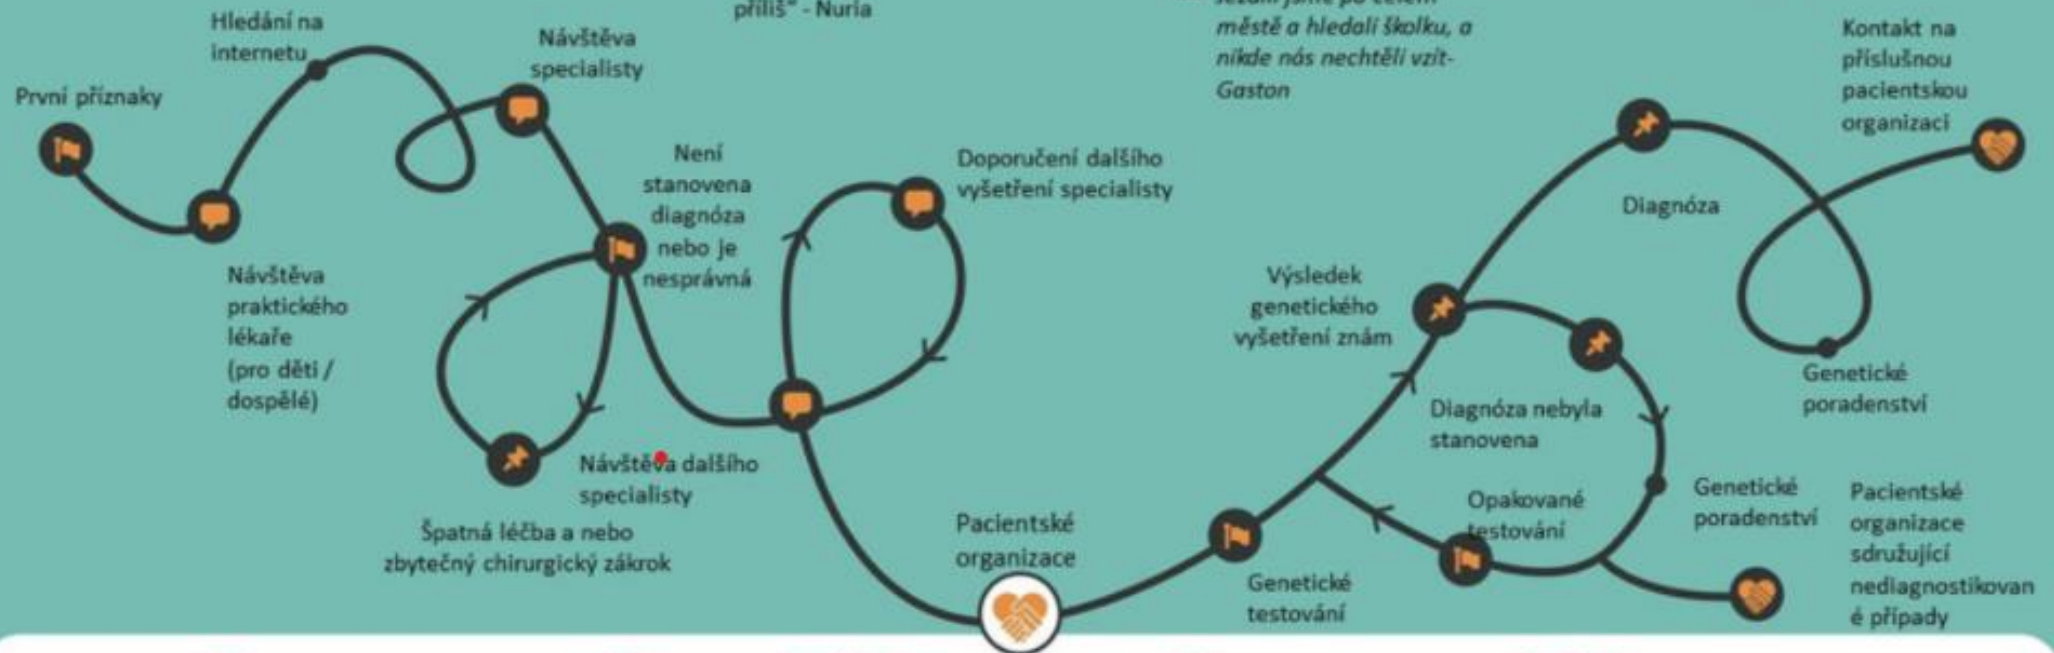 příliš" - Nuria
městě a hledali školku, a
nikde nás nechtěli vzít-
Gaston
První příznaky
Hledání na
internetu
Návštěva
specialisty
Návštěva
praktického
lékaře
(pro děti /
dospělé)
Není
stanovena
diagnóza
nebo je
nesprávná
Doporučení dalšího
vyšetření specialisty
Návštěva dalšího
specialisty
Špatná léčba a nebo
zbytečný chirurgický zákrok
Pacientské
organizace
Genetické
testování
Výsledek
genetického
vyšetření znám
Diagnóza nebyla
stanovena
Opakované
testování
Genetické
poradenství
Pacientské
organizace
sdružující
nediagnostikovan
é případy
Diagnóza
Genetické
poradenství
Kontakt na
příslušnou
pacientskou
organizaci